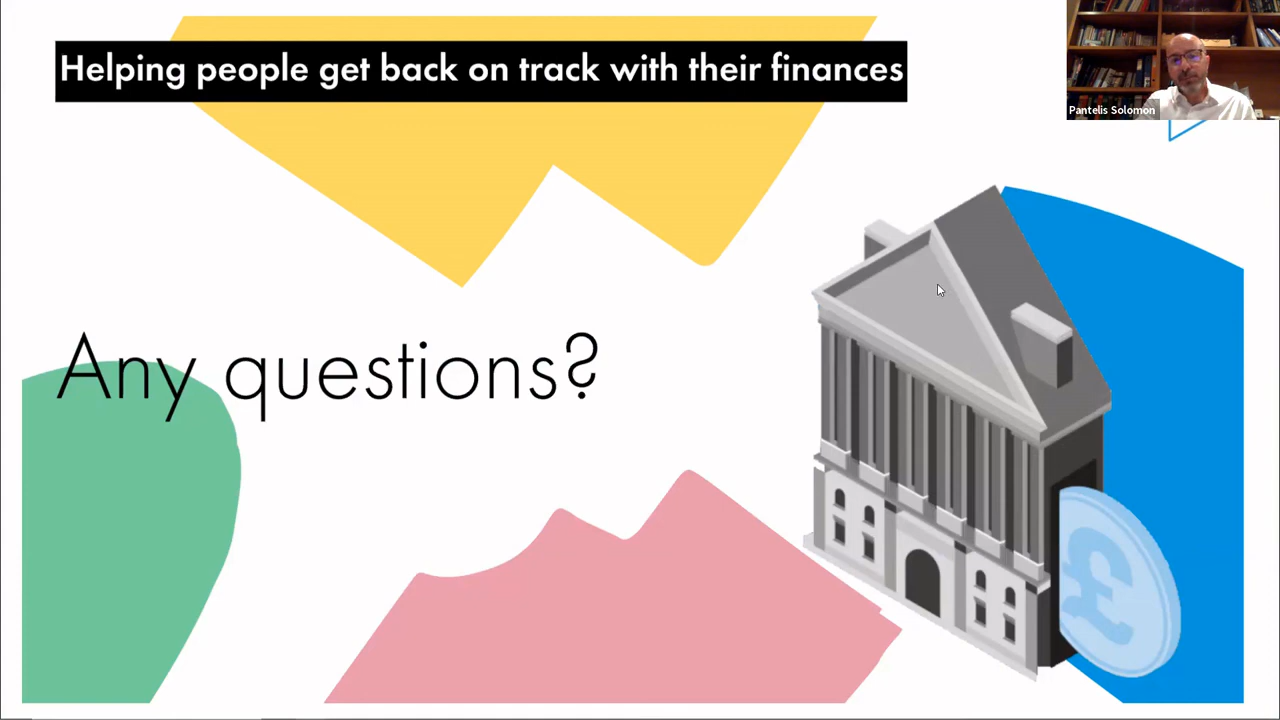 Helping people get back on track with their finances
Pantelis Solomon
Any questions?
£